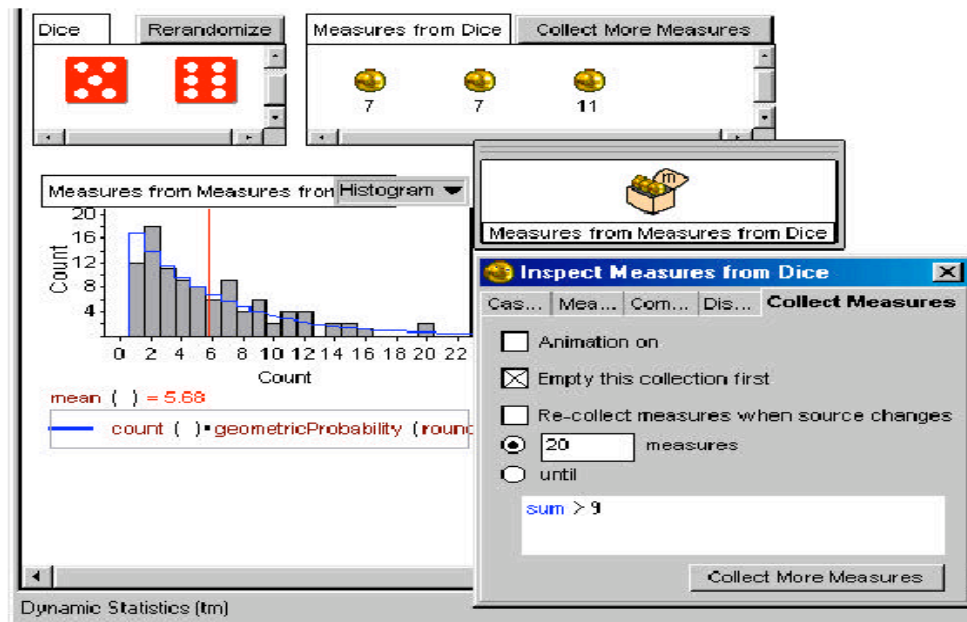 Dice
Rerandomize
Measures from Dice
Collect More Measures
7
7
11
Measures from Measures from
Histogram
Measures from Measures from Dice
20
16
12
8
4
Count
0 2 4 6 8 10 12 14 16 18 20 22
Count
mean ( ) = 5.68
count ( )•geometricProbability (round
Inspect Measures from Dice
Cas... Mea... Com... Dis... Collect Measures
Animation on
Empty this collection first
Re-collect measures when source changes
20 measures
until
sum > 9
Collect More Measures
Dynamic Statistics (tm)